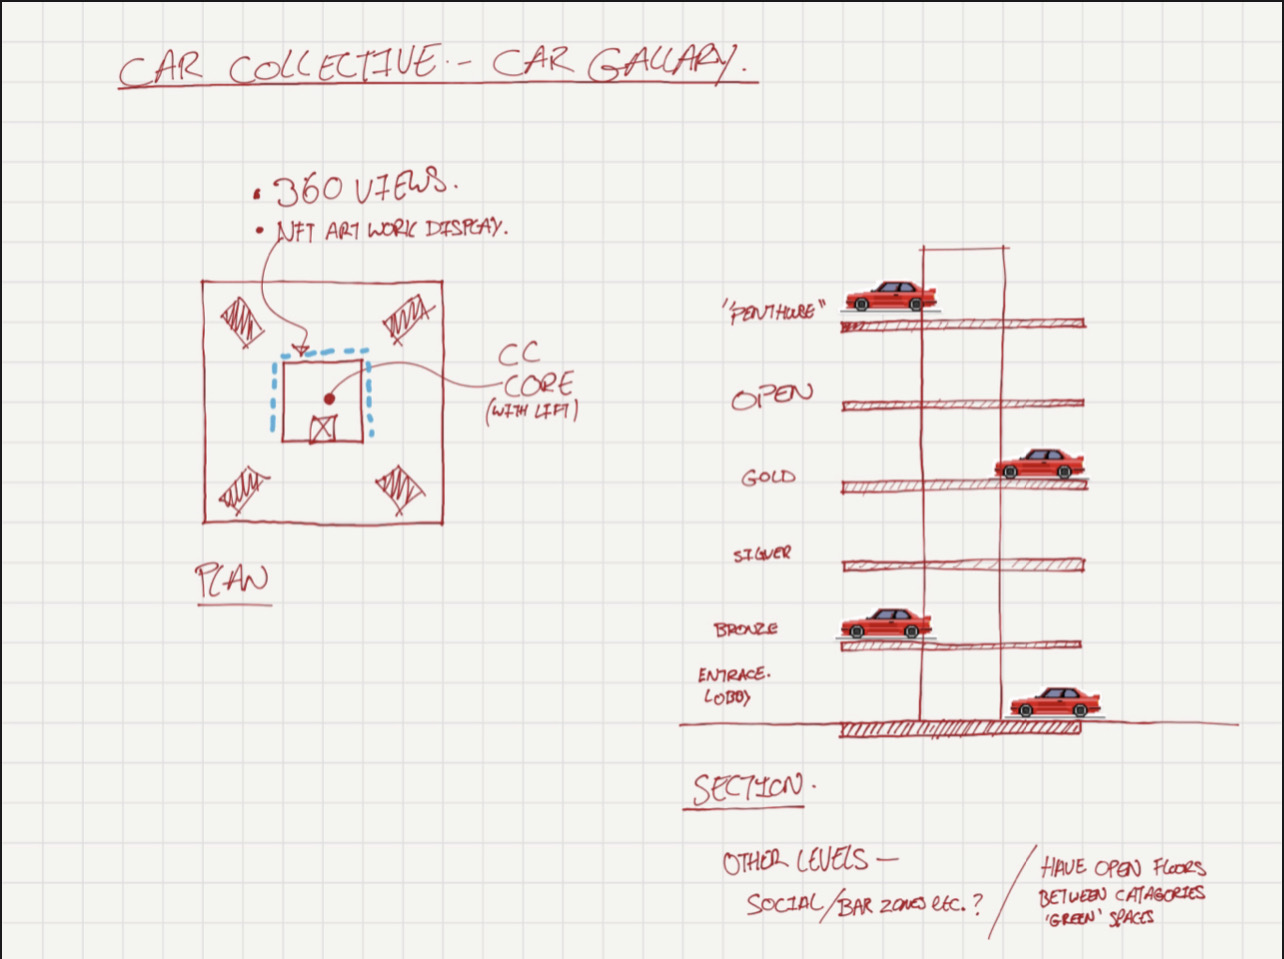 CAR COLLECTIVE - CAR GALLARY.
• 360 VIEWS.
• NFT ART WORK DISPLAY.
CC
CORE
(WITH LIFT)
PLAN
"PENTHOUSE"
OPEN
GOLD
SILVER
BRONZE
ENTRACE.
LOBBY
SECTION.
OTHER LEVELS —
SOCIAL/BAR ZONES etc.?
HAVE OPEN FLOORS
BETWEEN CATAGORIES
'GREEN' SPACES